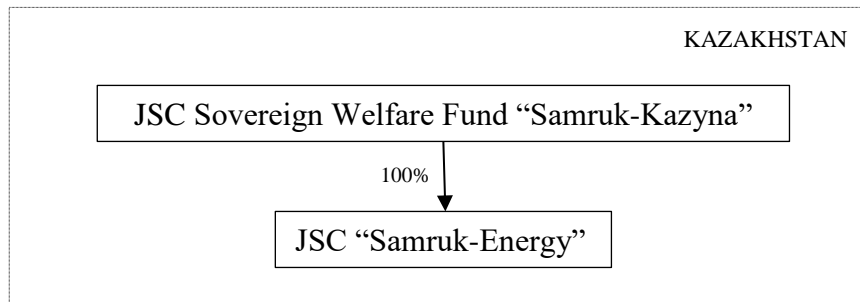 KAZAKHSTAN
JSC Sovereign Welfare Fund “Samruk-Kazyna”
100%
JSC “Samruk-Energy”